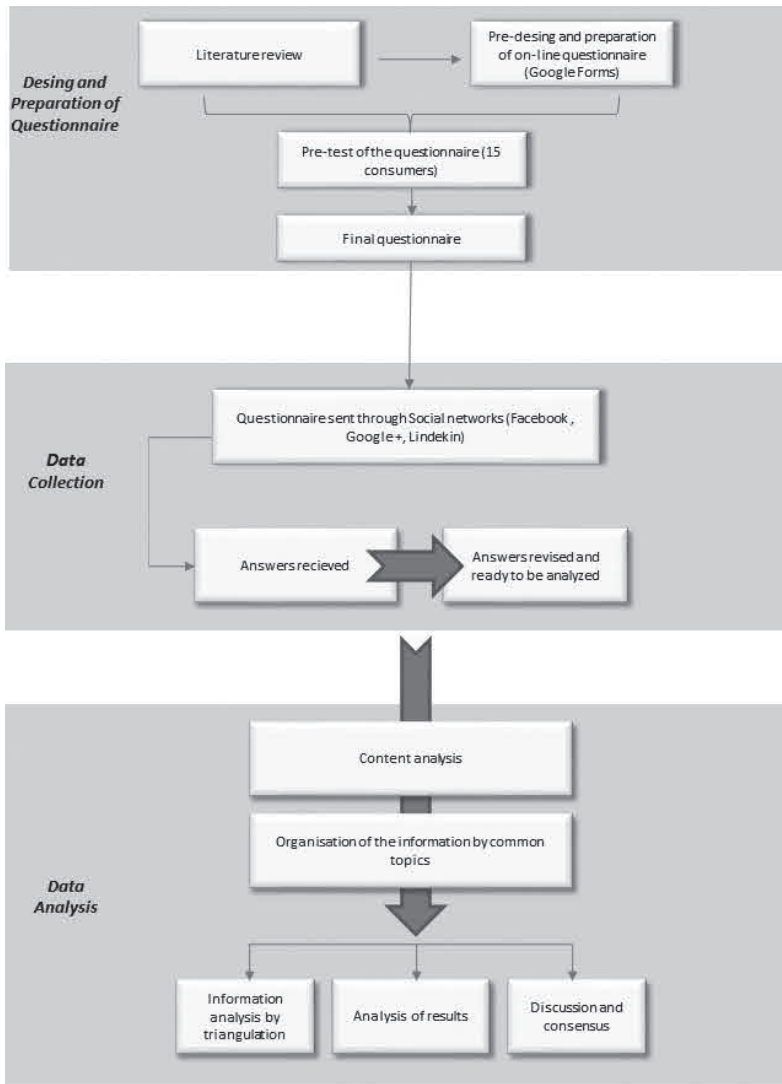 Literature review
Pre-desing and preparation
of on-line questionnaire
(Google Forms)
Desing and
Preparation of
Questionnaire
Pre-test of the questionnaire (15
consumers)
Final questionnaire
Questionnaire sent through Social networks (Facebook ,
Google +, Lindekin)
Data
Collection
Answers recieved
Answers revised and
ready to be analyzed
Content analysis
Organisation of the information by common
topics
Data
Analysis
Information
analysis by
triangulation
Analysis of results
Discussion and
consensus